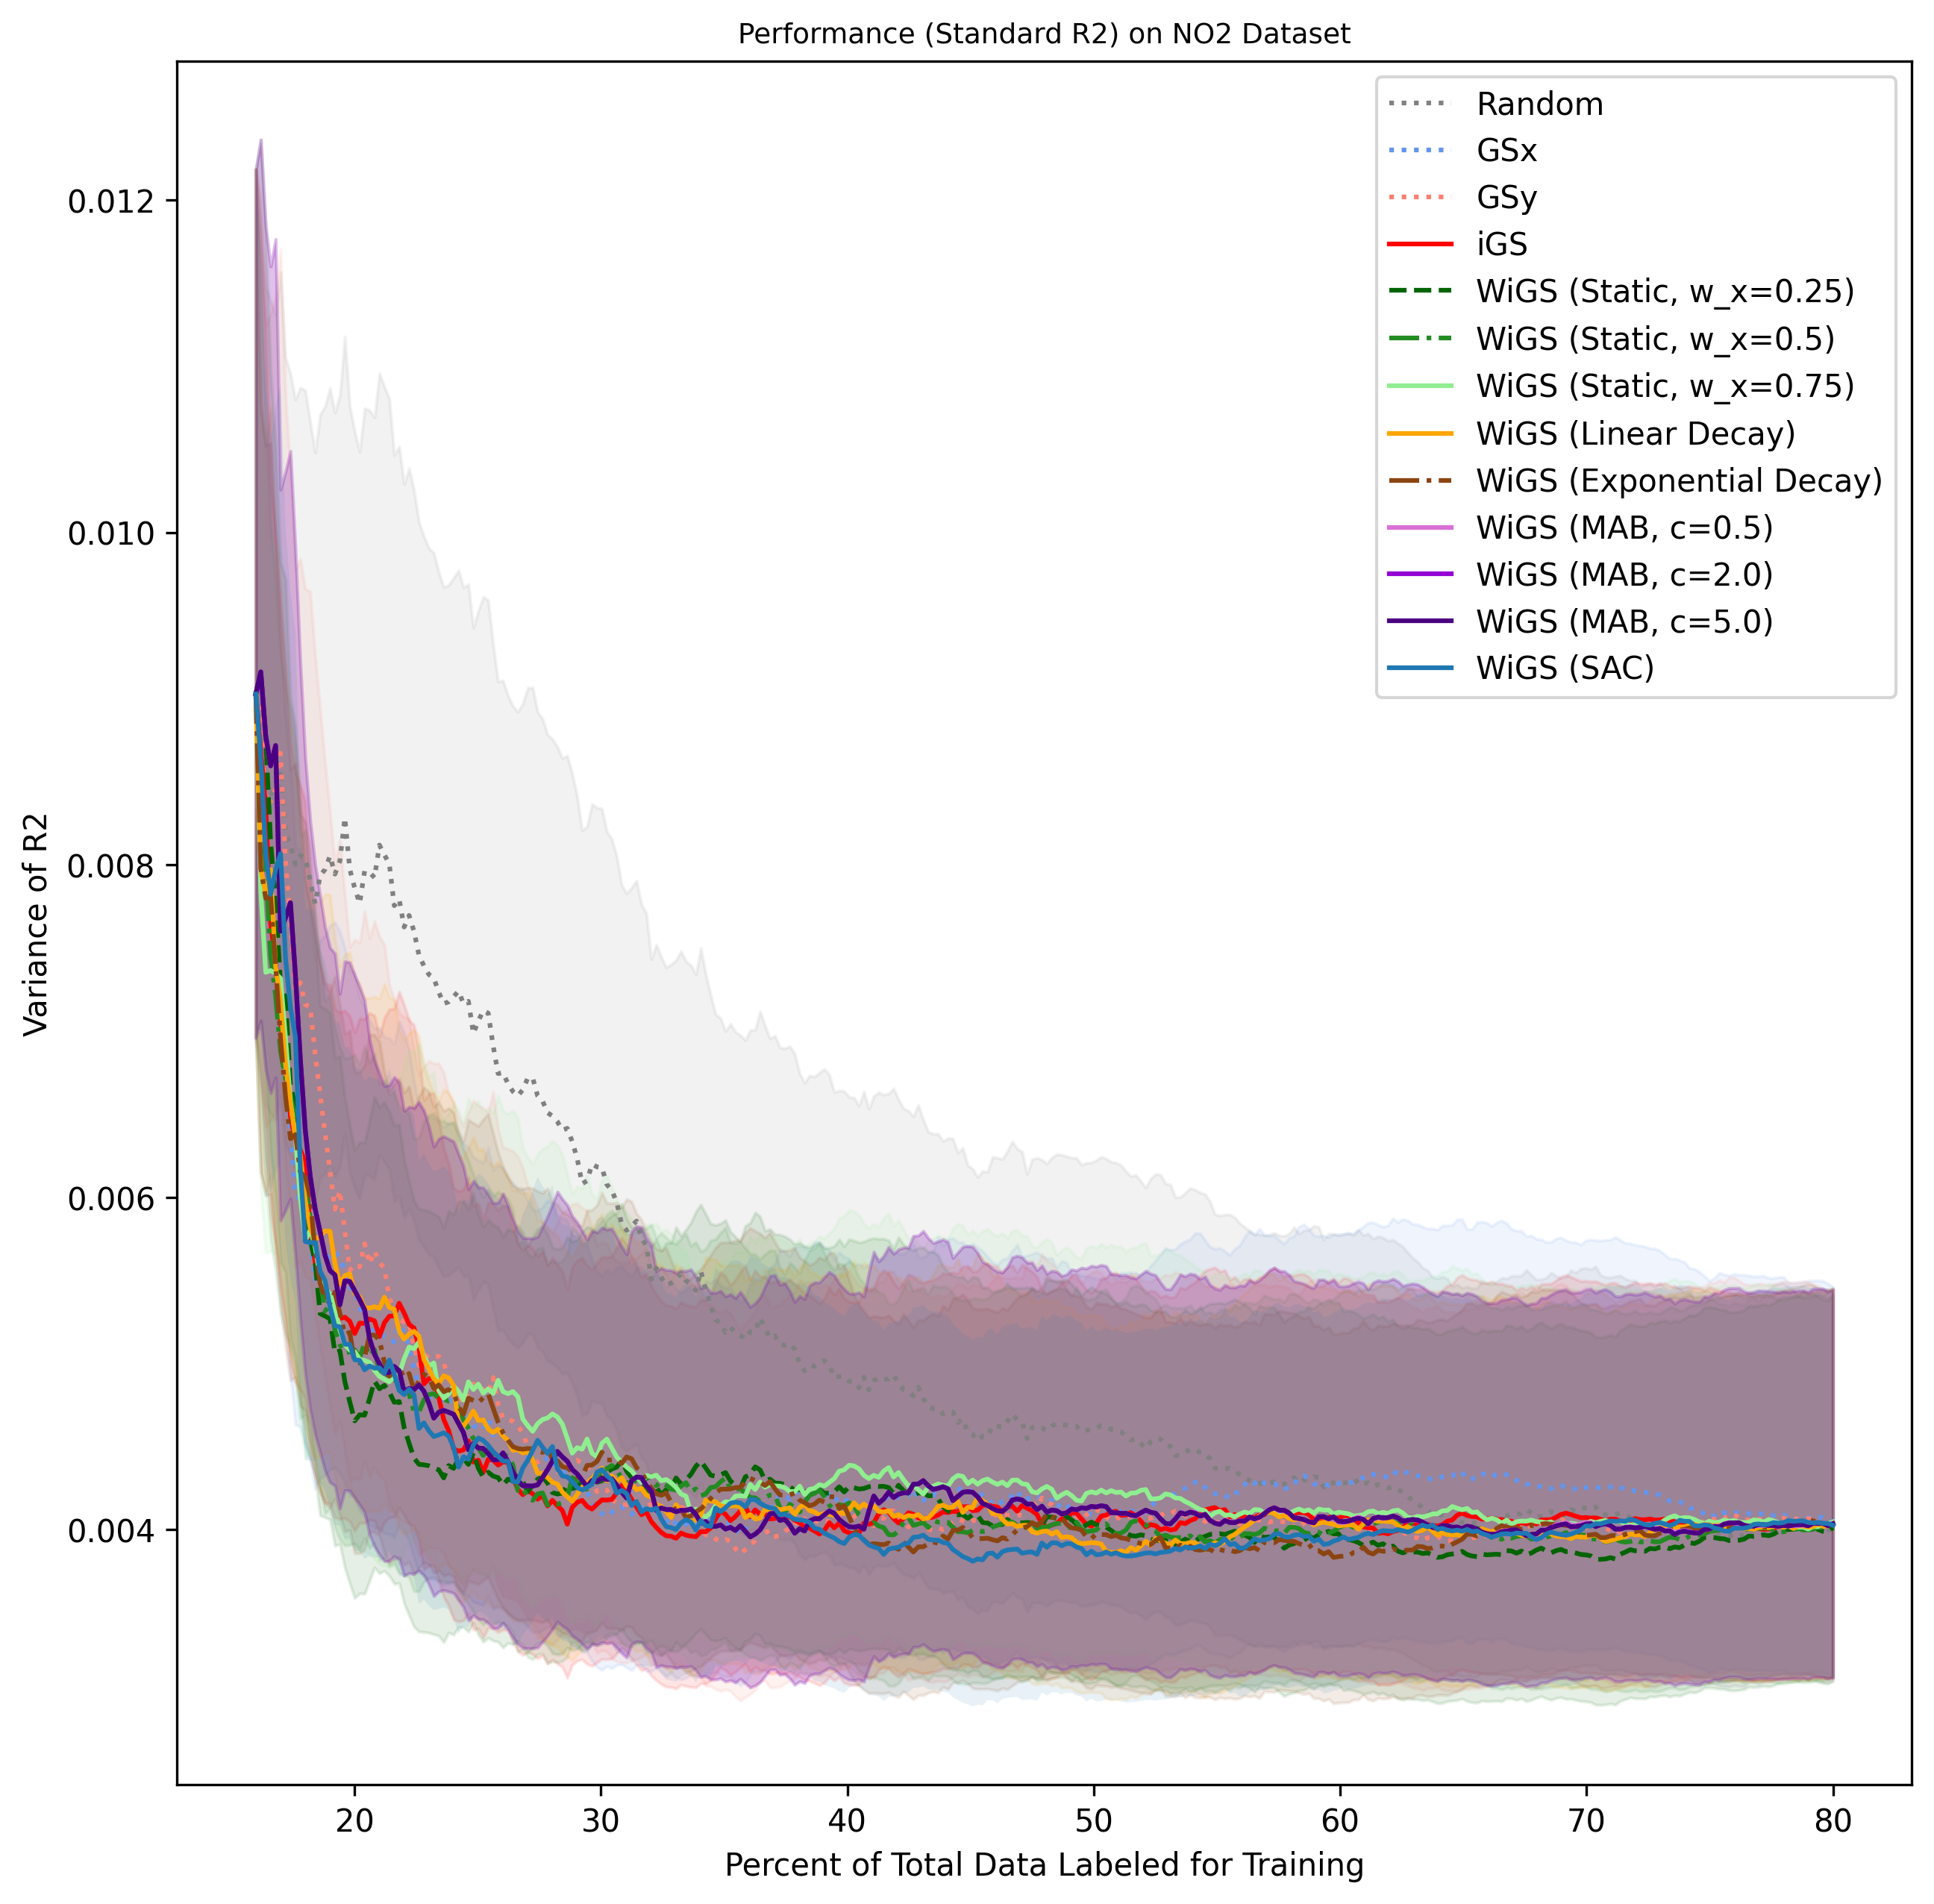 Performance (Standard R2) on NO2 Dataset
Random
GSx
GSy
iGS
WiGS (Static, w_x=0.25)
WiGS (Static, w_x=0.5)
WiGS (Static, w_x=0.75)
WiGS (Linear Decay)
WiGS (Exponential Decay)
WiGS (MAB, c=0.5)
WiGS (MAB, c=2.0)
WiGS (MAB, c=5.0)
WiGS (SAC)
Variance of R2
0.012
0.010
0.008
0.006
0.004
20 30 40 50 60 70 80
Percent of Total Data Labeled for Training